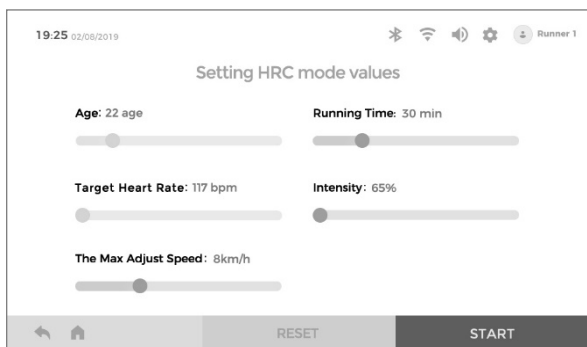 19:25 02/08/2019 Runner 1
Setting HRC mode values
Age: 22 age
Running Time: 30 min
Target Heart Rate: 117 bpm
Intensity: 65%
The Max Adjust Speed: 8km/h
RESET
START